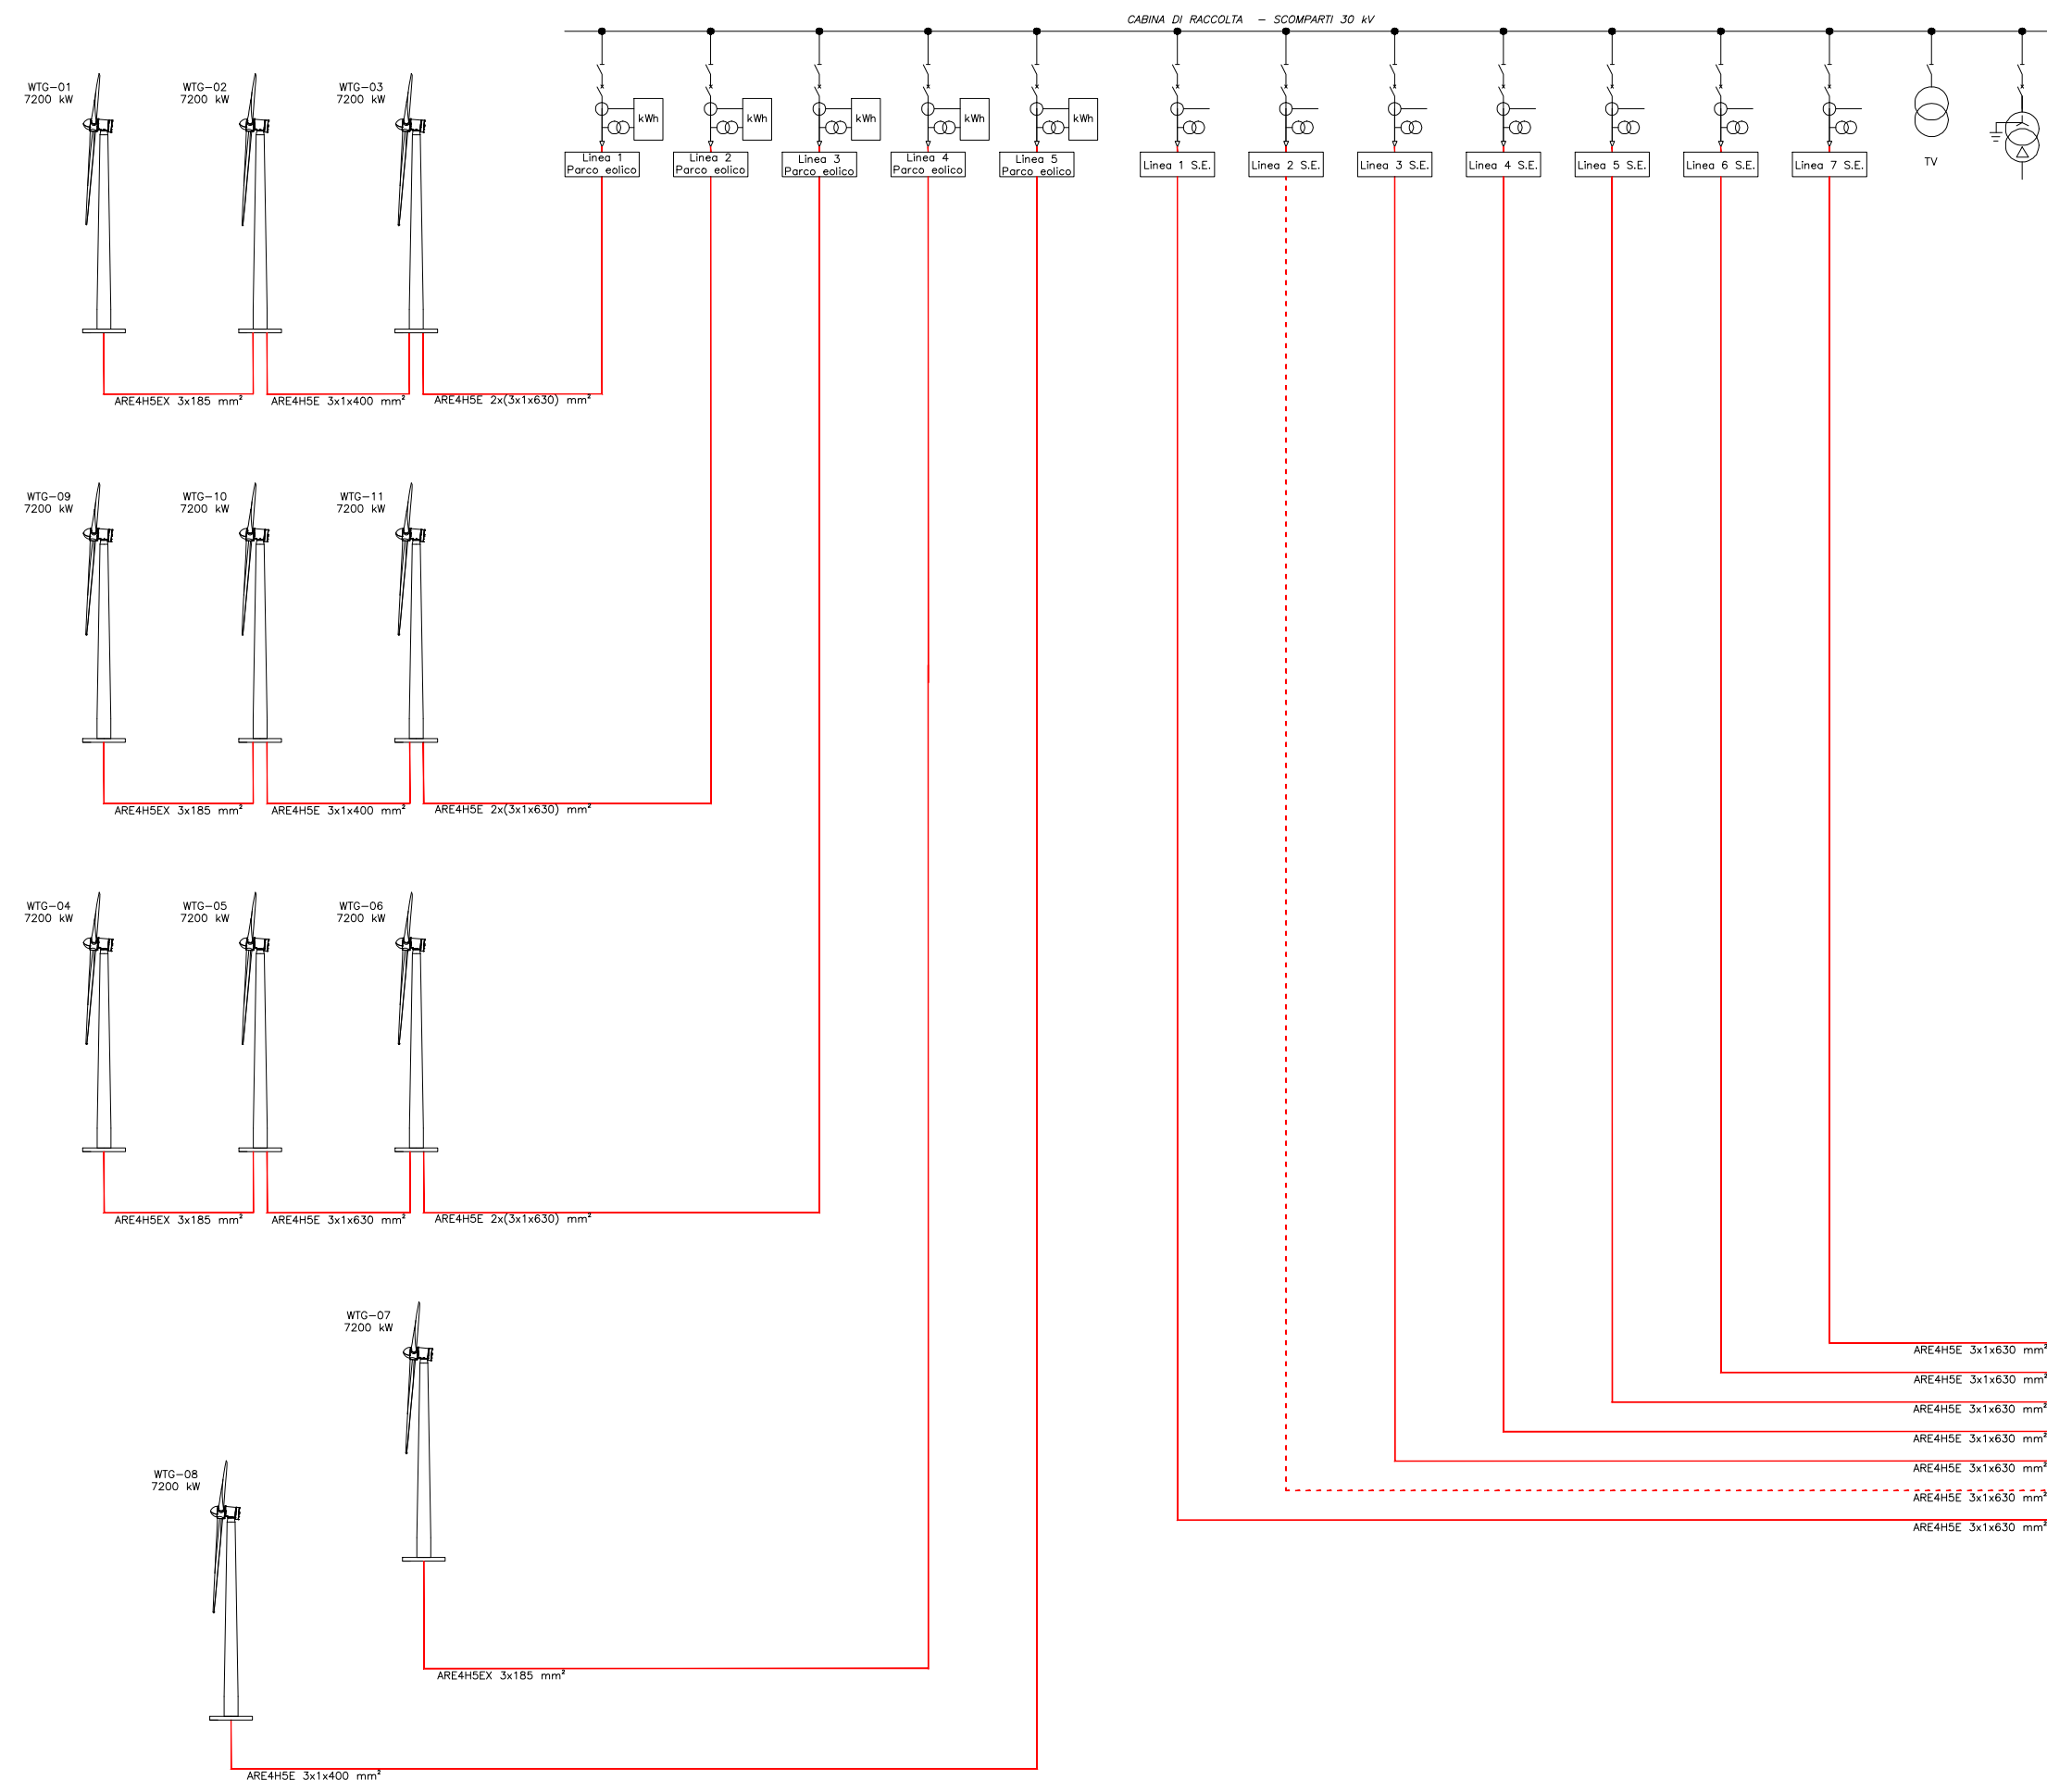 CABINA DI RACCOLTA – SCOMPARTI 30 kV
WTG–01
7200 kW
WTG–02
7200 kW
WTG–03
7200 kW
kWh
kWh
kWh
kWh
kWh
Linea 1
Parco eolico
Linea 2
Parco eolico
Linea 3
Parco eolico
Linea 4
Parco eolico
Linea 5
Parco eolico
Linea 1 S.E.
Linea 2 S.E.
Linea 3 S.E.
Linea 4 S.E.
Linea 5 S.E.
Linea 6 S.E.
Linea 7 S.E.
TV
ARE4H5EX 3x185 mm²
ARE4H5E 3x1x400 mm²
ARE4H5E 2x(3x1x630) mm²
WTG–09
7200 kW
WTG–10
7200 kW
WTG–11
7200 kW
ARE4H5EX 3x185 mm²
ARE4H5E 3x1x400 mm²
ARE4H5E 2x(3x1x630) mm²
WTG–04
7200 kW
WTG–05
7200 kW
WTG–06
7200 kW
ARE4H5EX 3x185 mm²
ARE4H5E 3x1x630 mm²
ARE4H5E 2x(3x1x630) mm²
WTG–07
7200 kW
ARE4H5E 3x1x630 mm²
ARE4H5E 3x1x630 mm²
ARE4H5E 3x1x630 mm²
ARE4H5E 3x1x630 mm²
ARE4H5E 3x1x630 mm²
ARE4H5E 3x1x630 mm²
ARE4H5E 3x1x630 mm²
WTG–08
7200 kW
ARE4H5EX 3x185 mm²
ARE4H5E 3x1x400 mm²